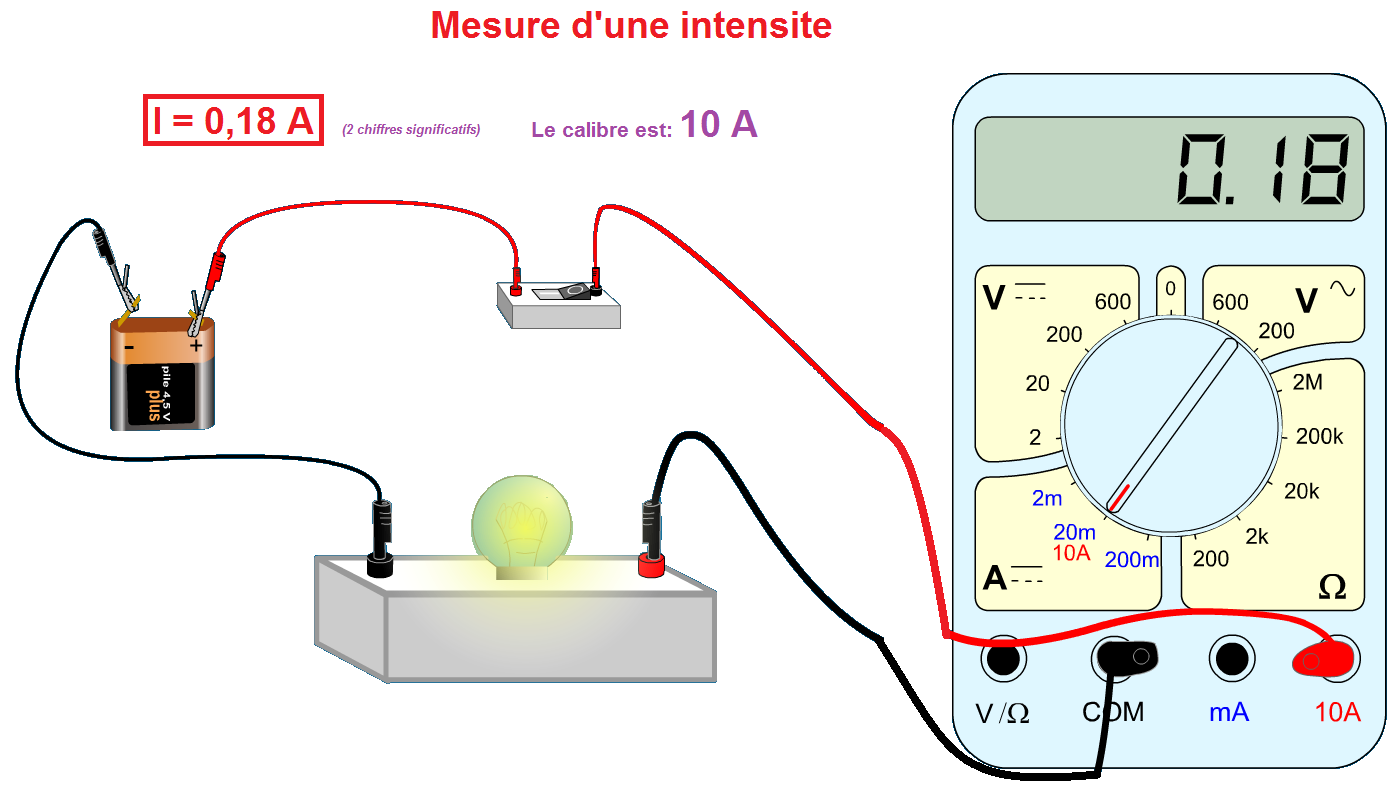 Mesure d'une intensite
I = 0,18 A
(2 chiffres significatifs)
Le calibre est: 10 A
0.18
V
600
0
600
V
200
200
20
2M
2
200k
2m
20k
20m
2k
10A
200m
200
A
Ω
- +
pile 4,5 V
plus
V/Ω
COM
mA
10A